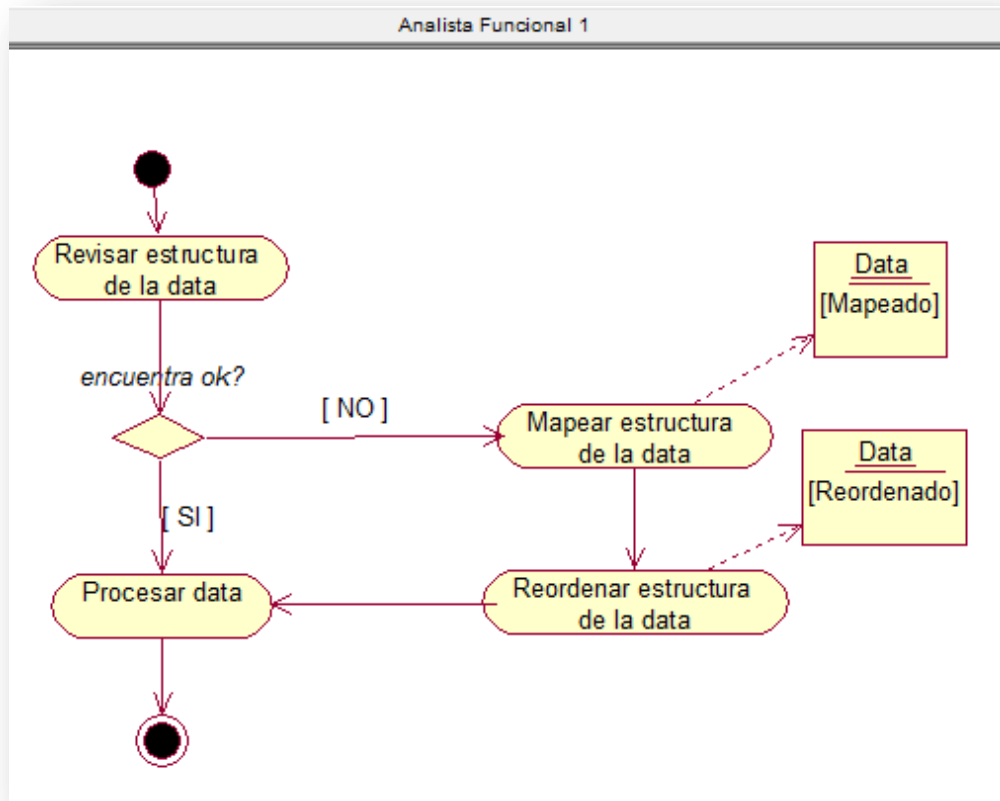 Analista Funcional 1
Revisar estructura
de la data
encuentra ok?
[ NO ]
Mapear estructura
de la data
Data
[Mapeado]
[ SI ]
Procesar data
Reordenar estructura
de la data
Data
[Reordenado]